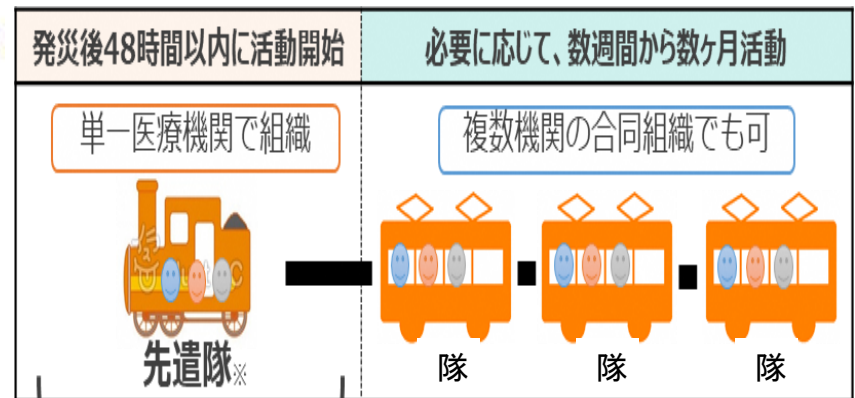 発災後48時間以内に活動開始
必要に応じて、数週間から数ヶ月活動
単一医療機関で組織
複数機関の合同組織でも可
先遣隊※
隊
隊
隊